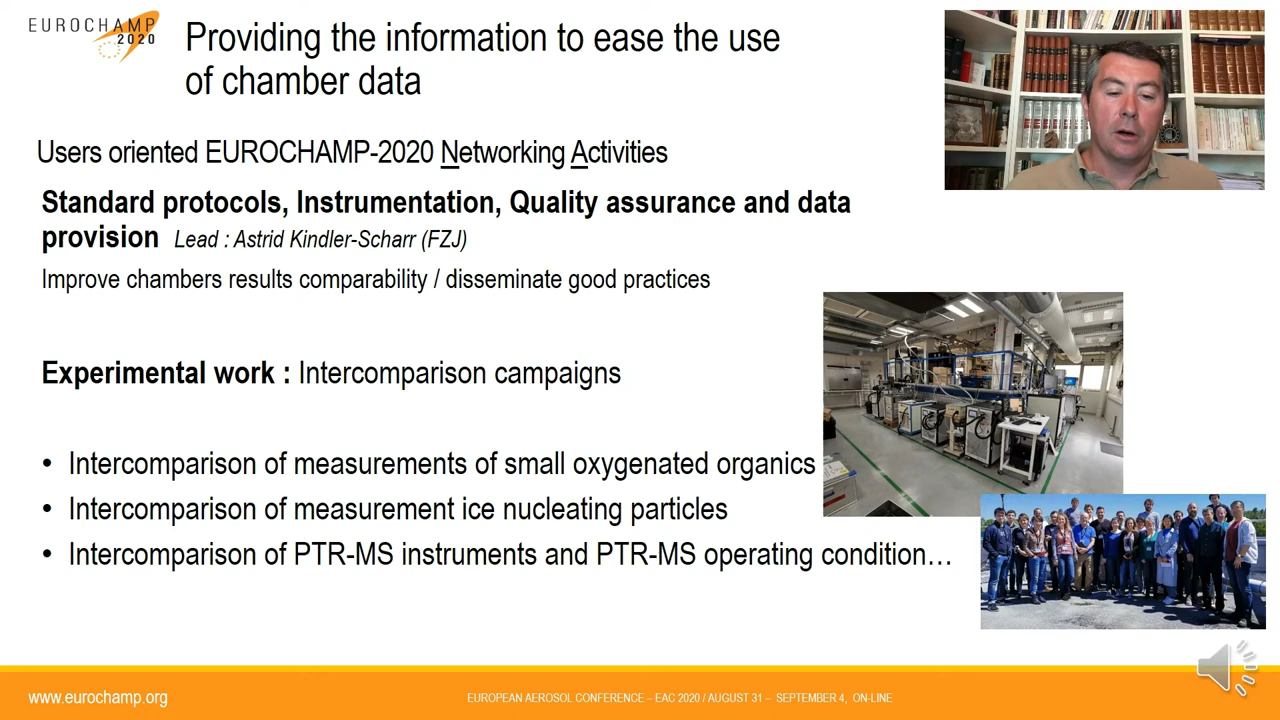 EUROCHAMP
2020
Providing the information to ease the use
of chamber data
Users oriented EUROCHAMP-2020 Networking Activities
Standard protocols, Instrumentation, Quality assurance and data
provision Lead : Astrid Kindler-Scharr (FZJ)
Improve chambers results comparability / disseminate good practices
Experimental work : Intercomparison campaigns
• Intercomparison of measurements of small oxygenated organics
• Intercomparison of measurement ice nucleating particles
• Intercomparison of PTR-MS instruments and PTR-MS operating condition…
www.eurochamp.org
EUROPEAN AEROSOL CONFERENCE – EAC 2020 / AUGUST 31 – SEPTEMBER 4, ON-LINE